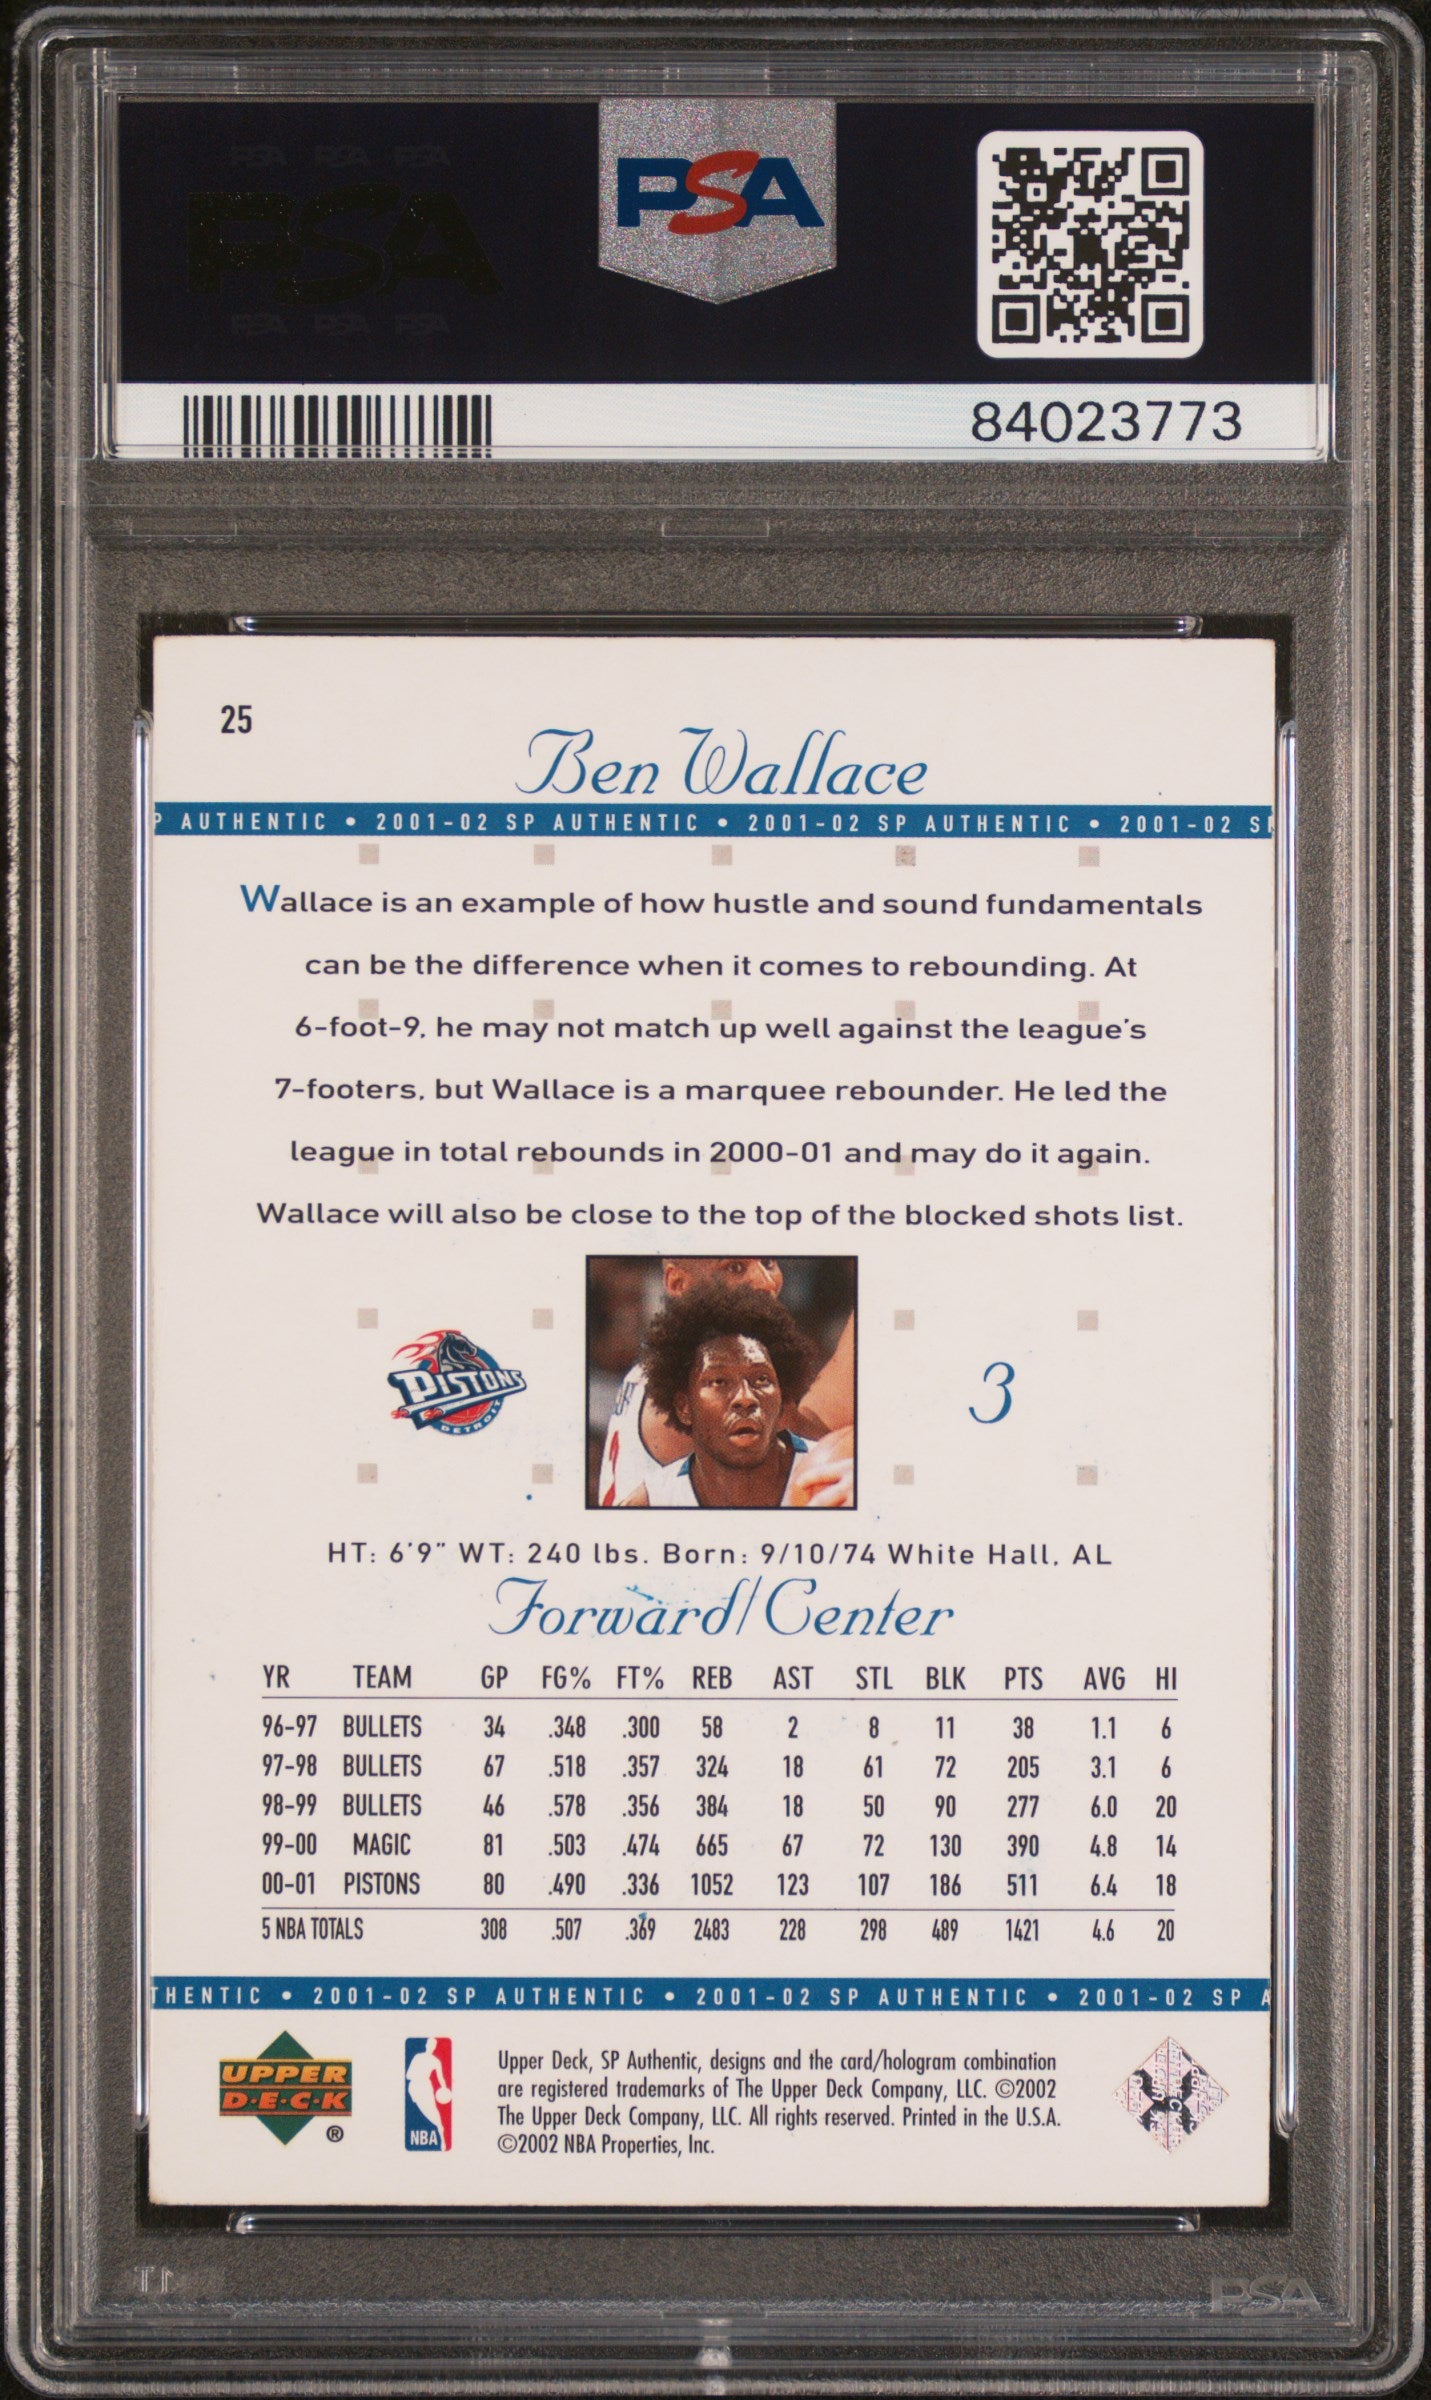 PSA PSA PSA
PSA
PSA PSA PSA
PSA
84023773
25
Ben Wallace
P AUTHENTIC • 2001-02 SP AUTHENTIC • 2001-02 SP AUTHENTIC • 2001-02 SP
Wallace is an example of how hustle and sound fundamentals
can be the difference when it comes to rebounding. At
6-foot-9, he may not match up well against the league's
7-footers, but Wallace is a marquee rebounder. He led the
league in total rebounds in 2000-01 and may do it again.
Wallace will also be close to the top of the blocked shots list.
PISTONS
DETROIT
3
HT: 6'9" WT: 240 lbs. Born: 9/10/74 White Hall, AL
Forward/Center
YR TEAM GP FG% FT% REB AST STL BLK PTS AVG HI
96-97 BULLETS 34 .348 .300 58 2 8 11 38 1.1 6
97-98 BULLETS 67 .518 .357 324 18 61 72 205 3.1 6
98-99 BULLETS 46 .578 .356 384 18 50 90 277 6.0 20
99-00 MAGIC 81 .503 .474 665 67 72 130 390 4.8 14
00-01 PISTONS 80 .490 .336 1052 123 107 186 511 6.4 18
5 NBA TOTALS 308 .507 .369 2483 228 298 489 1421 4.6 20
THENTIC • 2001-02 SP AUTHENTIC • 2001-02 SP AUTHENTIC • 2001-02 SP A
UPPER
D•E•C•K
®
NBA
Upper Deck, SP Authentic, designs and the card/hologram combination
are registered trademarks of The Upper Deck Company, LLC. ©2002
The Upper Deck Company, LLC. All rights reserved. Printed in the U.S.A.
©2002 NBA Properties, Inc.
PSA